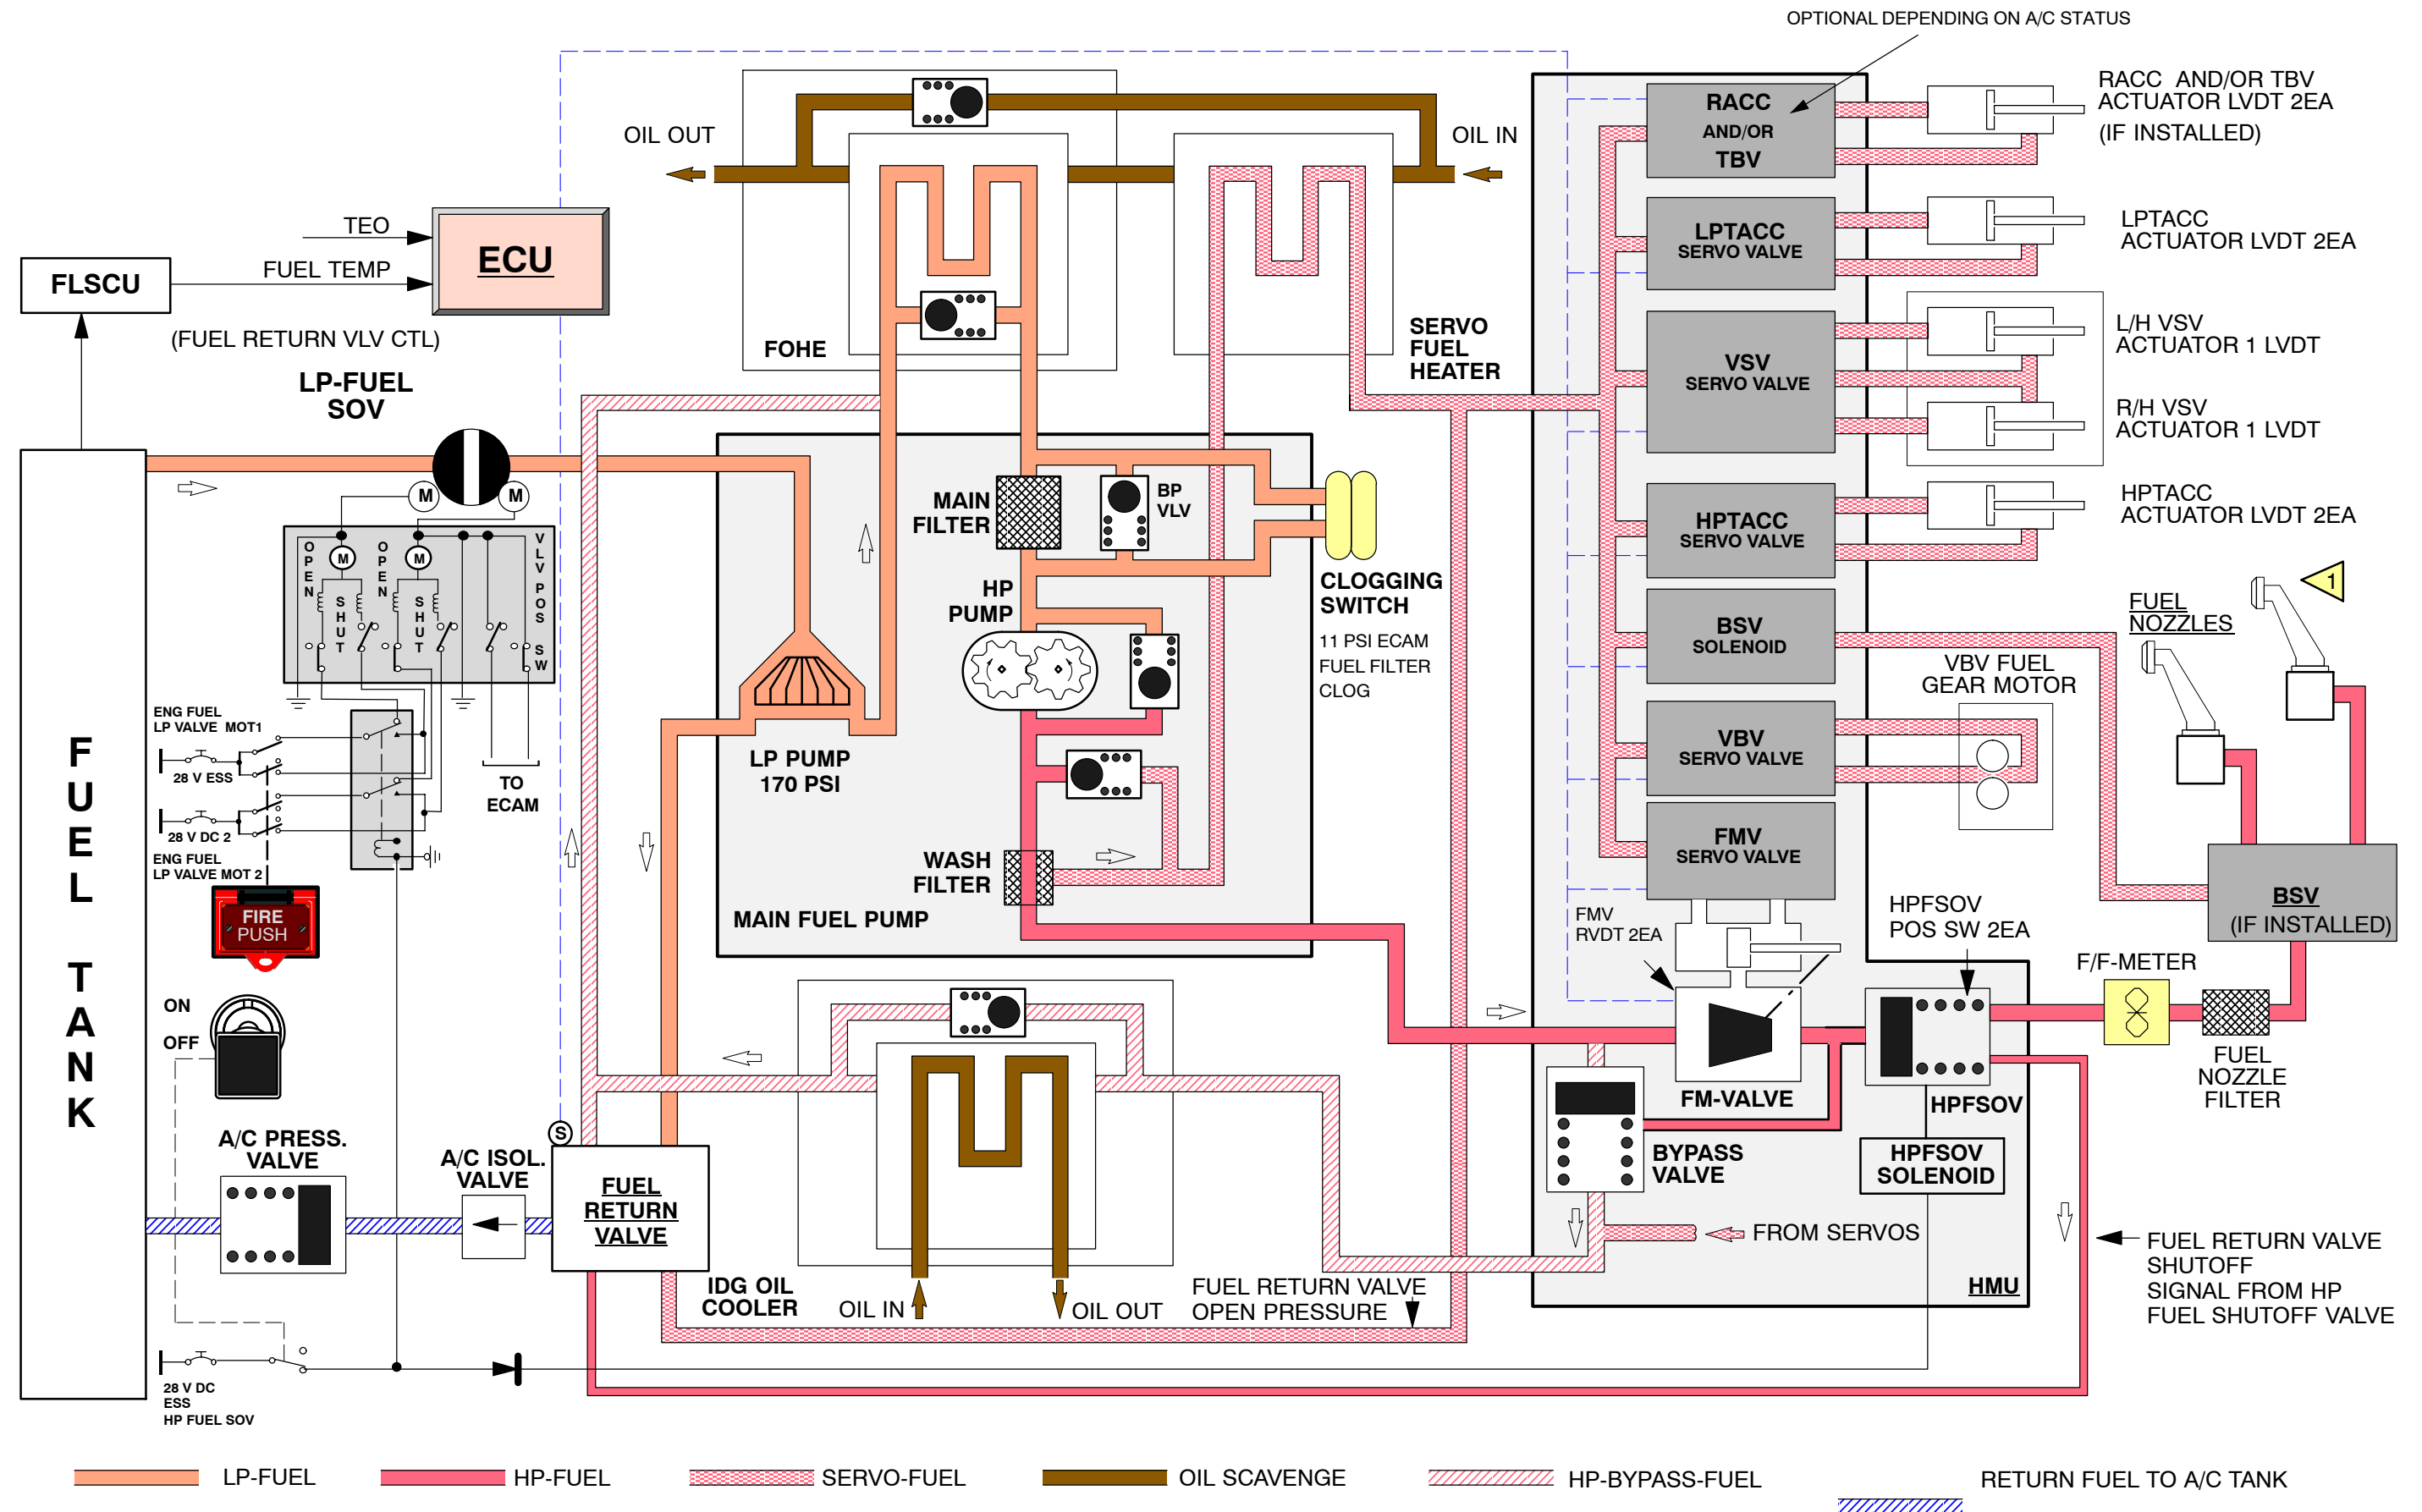 OPTIONAL DEPENDING ON A/C STATUS
RACC AND/OR TBV
ACTUATOR LVDT 2EA
(IF INSTALLED)
RACC
AND/OR
TBV
OIL OUT
OIL IN
TEO
ECU
FUEL TEMP
FLSCU
(FUEL RETURN VLV CTL)
LPTACC
SERVO VALVE
LPTACC
ACTUATOR LVDT 2EA
FOHE
SERVO
FUEL
HEATER
VSV
SERVO VALVE
L/H VSV
ACTUATOR 1 LVDT
R/H VSV
ACTUATOR 1 LVDT
LP-FUEL
SOV
M
M
MAIN
FILTER
BP
VLV
HPTACC
SERVO VALVE
HPTACC
ACTUATOR LVDT 2EA
OPEN
M
SHUT
OPEN
M
SHUT
VLV POS SW
CLOGGING
SWITCH
11 PSI ECAM
FUEL FILTER
CLOG
HP
PUMP
BSV
SOLENOID
FUEL
NOZZLES
1
VBV FUEL
GEAR MOTOR
ENG FUEL
LP VALVE MOT1
28 V ESS
28 V DC 2
ENG FUEL
LP VALVE MOT 2
TO
ECAM
LP PUMP
170 PSI
VBV
SERVO VALVE
FMV
SERVO VALVE
FUEL TANK
WASH
FILTER
MAIN FUEL PUMP
FIRE
PUSH
FMV
RVDT 2EA
HPFSOV
POS SW 2EA
BSV
(IF INSTALLED)
F/F-METER
ON
OFF
FUEL
NOZZLE
FILTER
FM-VALVE
HPFSOV
BYPASS
VALVE
HPFSOV
SOLENOID
A/C PRESS.
VALVE
A/C ISOL.
VALVE
S
FUEL
RETURN
VALVE
FROM SERVOS
FUEL RETURN VALVE
SHUTOFF
SIGNAL FROM HP
FUEL SHUTOFF VALVE
IDG OIL
COOLER
OIL IN
OIL OUT
FUEL RETURN VALVE
OPEN PRESSURE
HMU
28 V DC
ESS
HP FUEL SOV
LP-FUEL
HP-FUEL
SERVO-FUEL
OIL SCAVENGE
HP-BYPASS-FUEL
RETURN FUEL TO A/C TANK